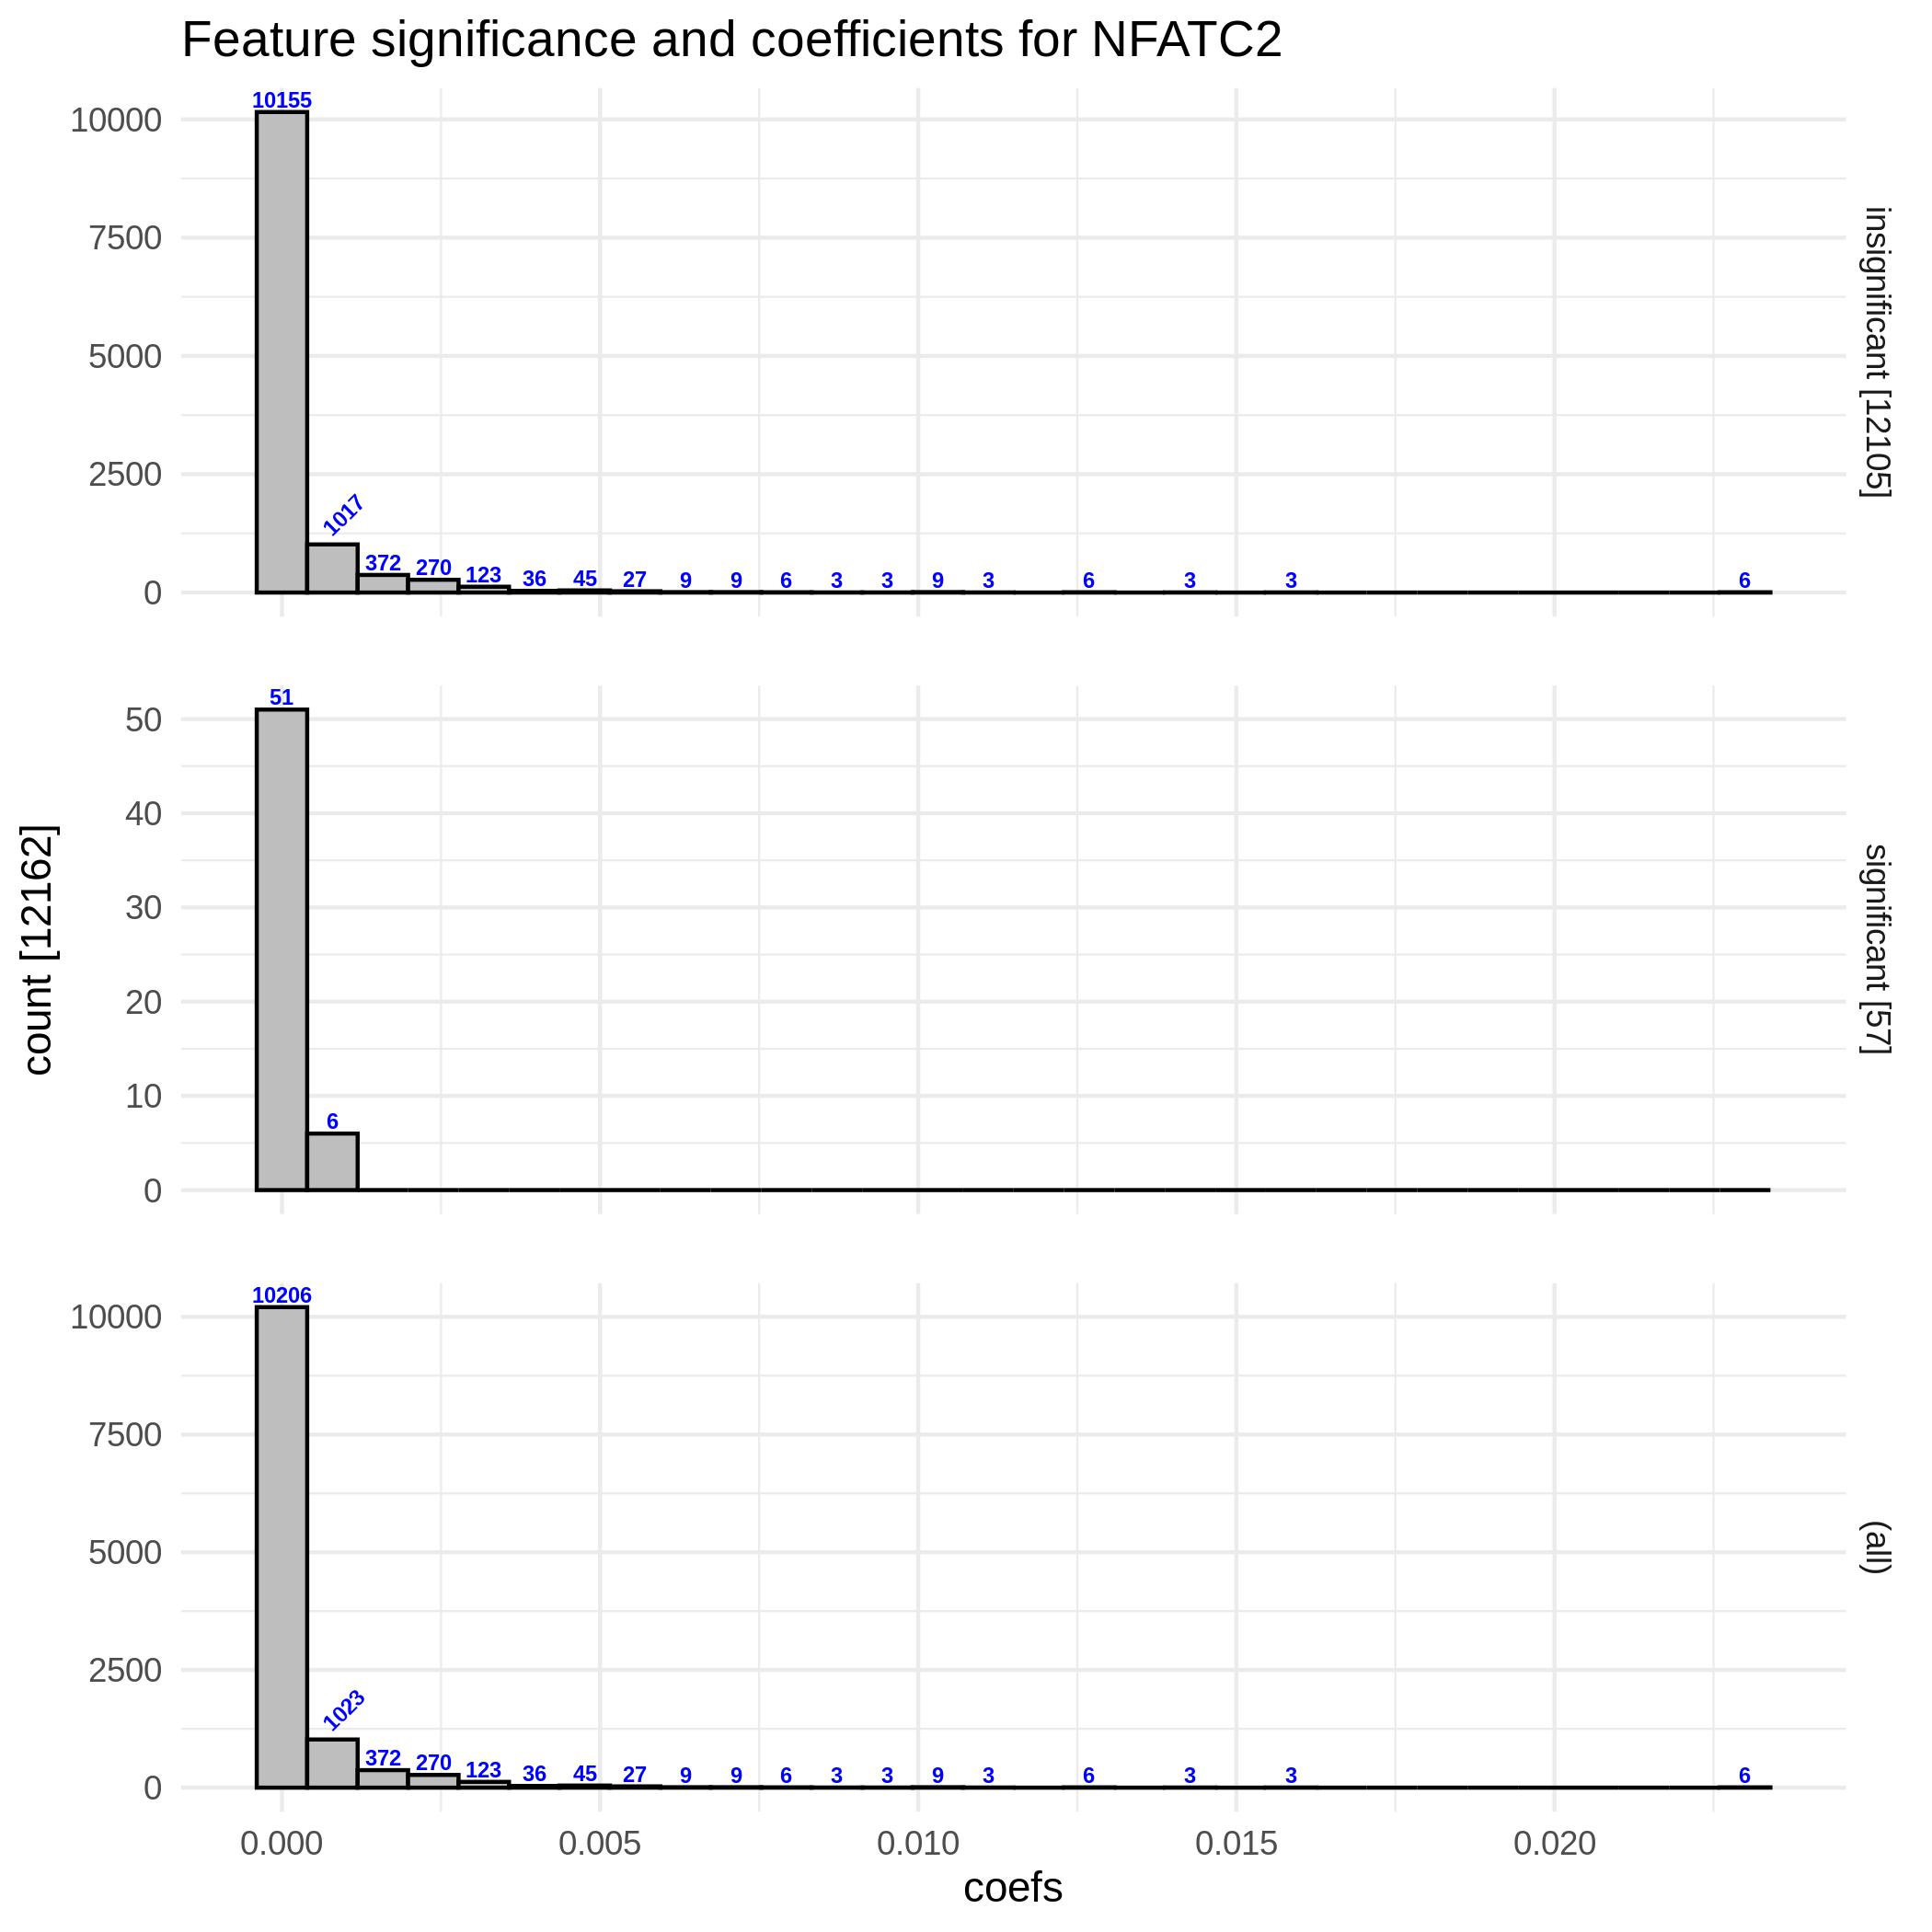 Feature significance and coefficients for NFATC2
10155
10000
7500
5000
2500
0
1017
372 270 123 36 45 27 9 9 6 3 3 9 3 6 3 3 6
insignificant [12105]
51
50
40
30
20
10
0
6
significant [57]
count [12162]
10206
10000
7500
5000
2500
0
1023
372 270 123 36 45 27 9 9 6 3 3 9 3 6 3 3 6
(all)
0.000 0.005 0.010 0.015 0.020
coefs